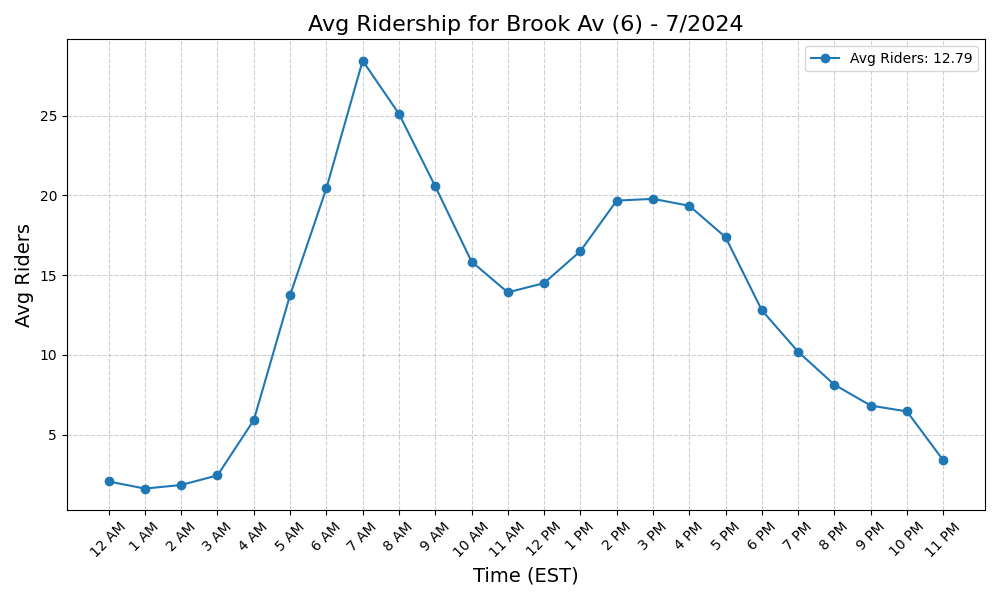 Avg Ridership for Brook Av (6) - 7/2024
Avg Riders: 12.79
Avg Riders
25
20
15
10
5
12 AM
1 AM
2 AM
3 AM
4 AM
5 AM
6 AM
7 AM
8 AM
9 AM
10 AM
11 AM
12 PM
1 PM
2 PM
3 PM
4 PM
5 PM
6 PM
7 PM
8 PM
9 PM
10 PM
11 PM
Time (EST)